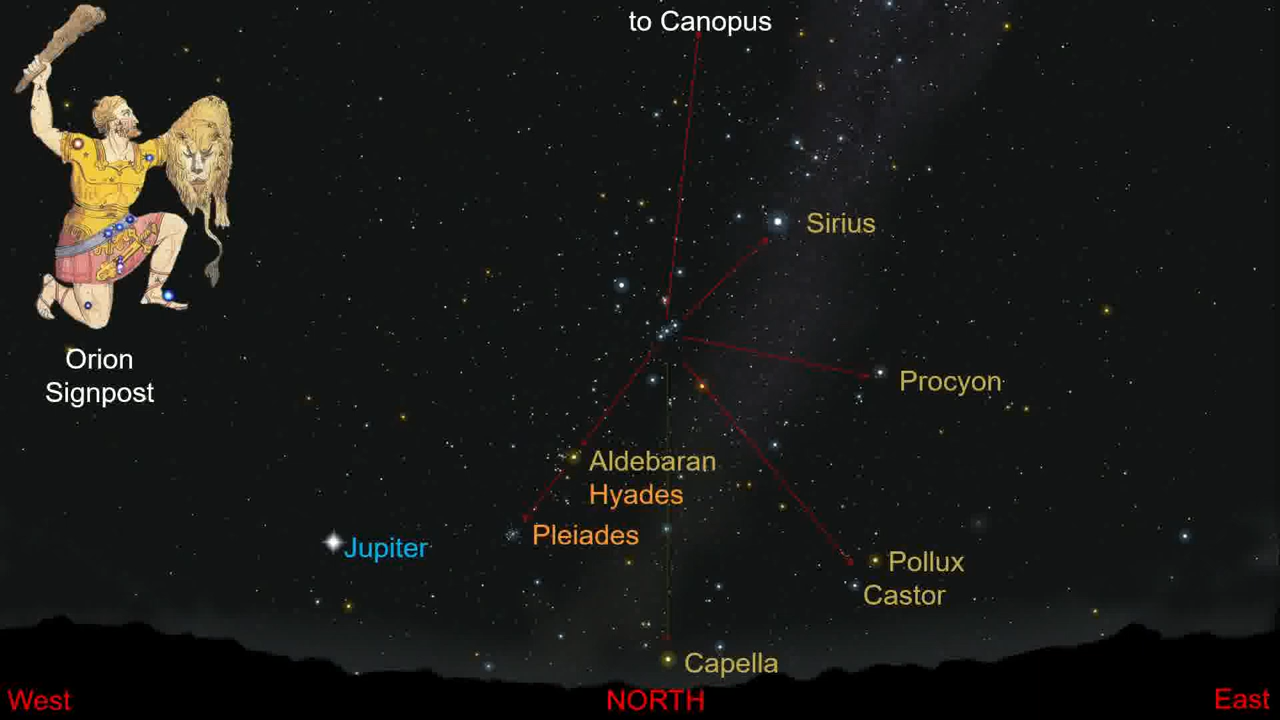 to Canopus
Sirius
Orion
Signpost
Procyon
Aldebaran
Hyades
Pleiades
Jupiter
Pollux
Castor
Capella
West
NORTH
East